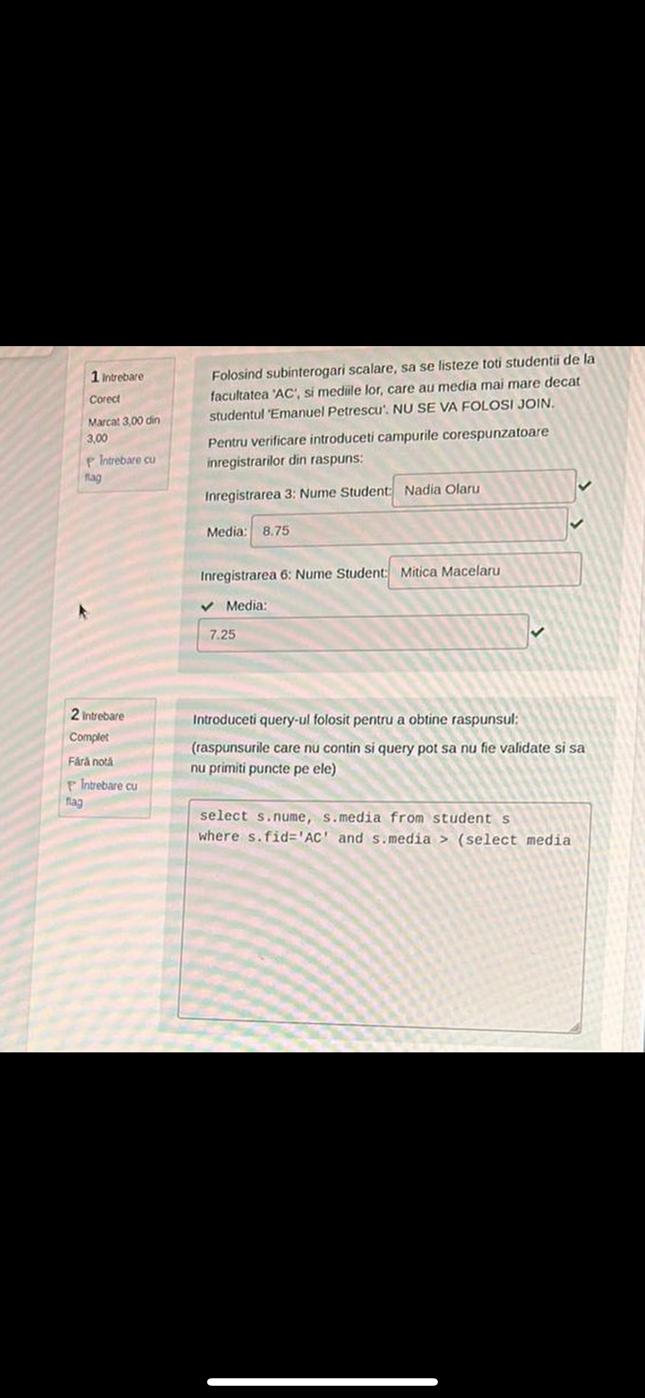 1 Intrebare
Corect
Marcat 3,00 din
3,00
Întrebare cu
flag
Folosind subinterogari scalare, sa se listeze toti studentii de la
facultatea 'AC', si mediile lor, care au media mai mare decat
studentul 'Emanuel Petrescu'. NU SE VA FOLOSI JOIN.
Pentru verificare introduceti campurile corespunzatoare
inregistrarilor din raspuns:
Inregistrarea 3: Nume Student: Nadia Olaru
Media: 8.75
Inregistrarea 6: Nume Student: Mitica Macelaru
Media:
7.25
2 Intrebare
Complet
Fără notă
Întrebare cu
flag
Introduceti query-ul folosit pentru a obtine raspunsul:
(raspunsurile care nu contin si query pot sa nu fie validate si sa
nu primiti puncte pe ele)
select s.nume, s.media from student s
where s.fid='AC' and s.media > (select media